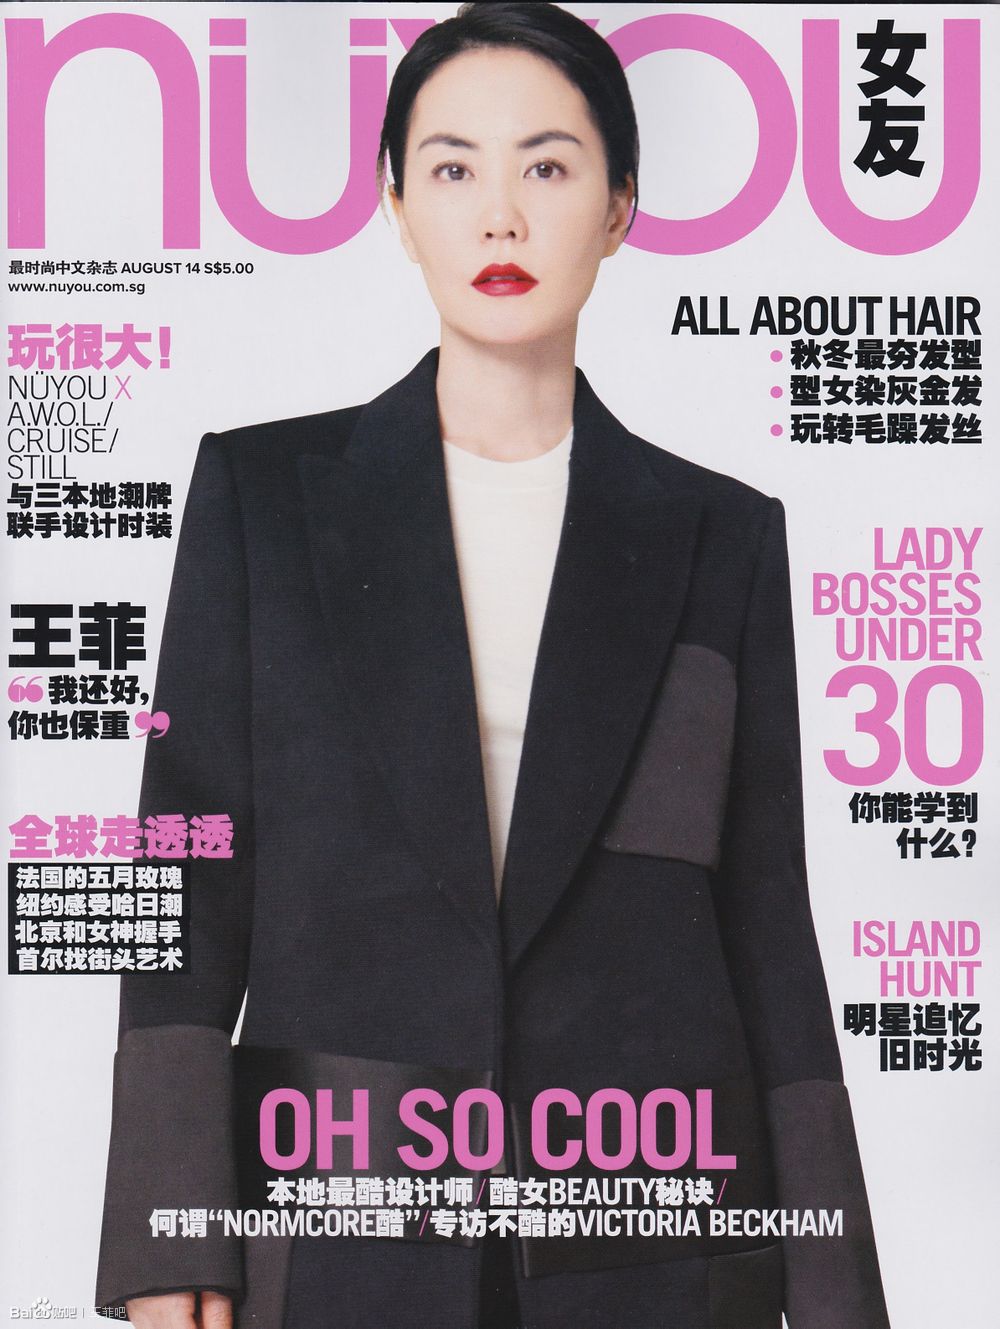 nüYOU
女友
最时尚中文杂志 AUGUST 14 S$5.00
www.nuyou.com.sg
玩很大!
NÜYOU X
A.W.O.L./
CRUISE/
STILL
与三本地潮牌
联手设计时装
王菲
“我还好,
你也保重”
全球走透透
法国的五月玫瑰
纽约感受哈日潮
北京和女神握手
首尔找街头艺术
ALL ABOUT HAIR
• 秋冬最夯发型
• 型女染灰金发
• 玩转毛躁发丝
LADY
BOSSES
UNDER
30
你能学到
什么?
ISLAND
HUNT
明星追忆
旧时光
OH SO COOL
本地最酷设计师/酷女BEAUTY秘诀/
何谓“NORMCORE酷”/专访不酷的VICTORIA BECKHAM
Bai贴吧 | 王菲吧